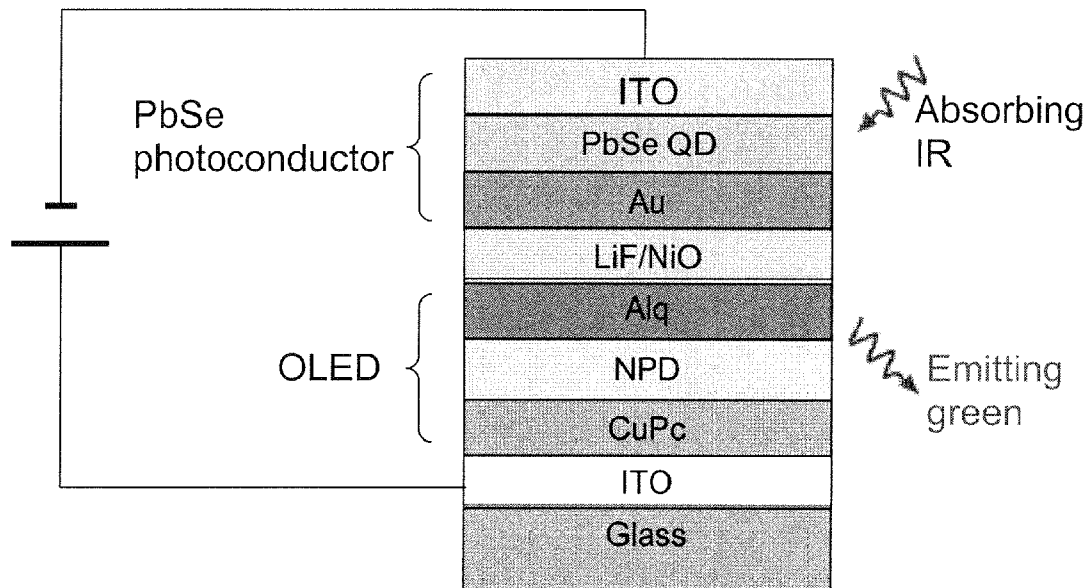 ITO
PbSe QD
Au
LiF/NiO
Alq
NPD
CuPc
ITO
Glass
PbSe
photoconductor
OLED
Absorbing
IR
Emitting
green